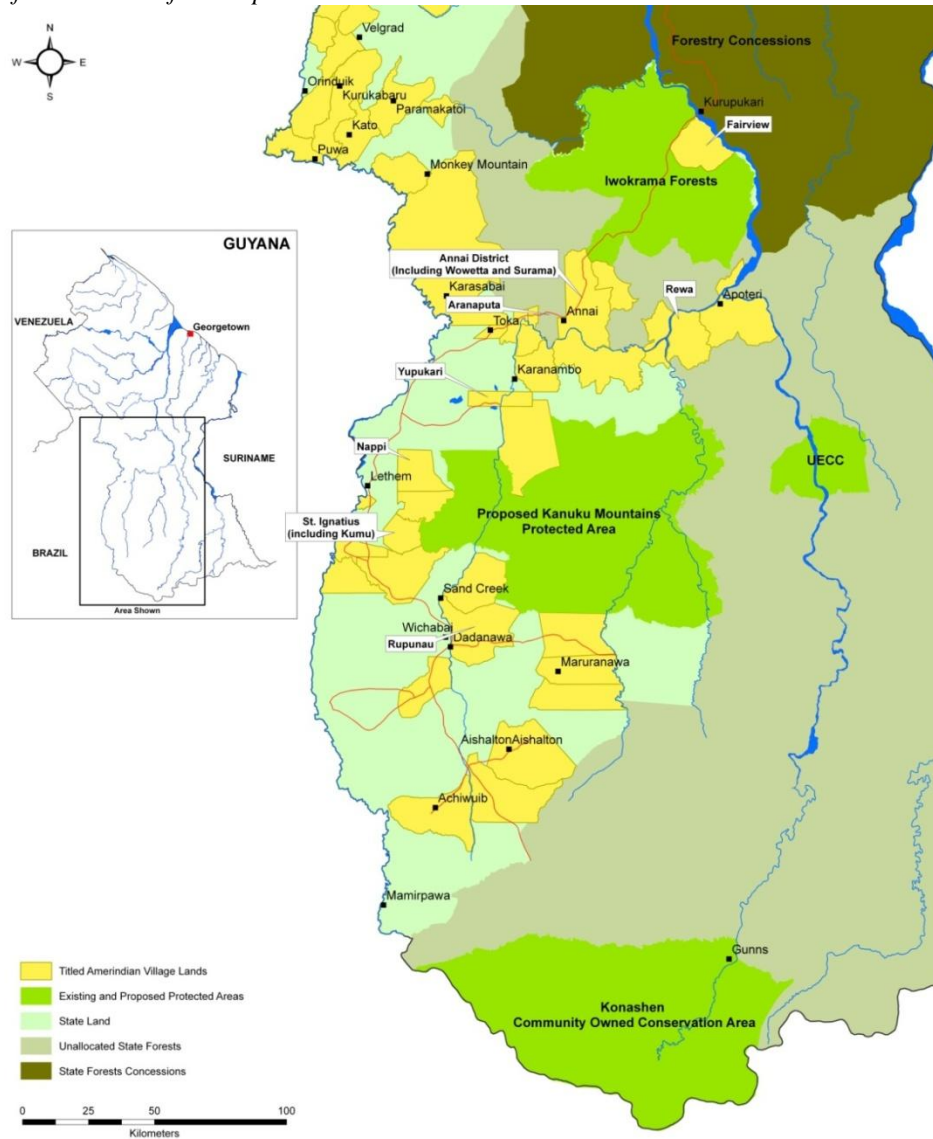 N
W
E
S
Velgrad
Forestry Concessions
Orinduik
Kurukabaru
Paramakatoi
Kurupukari
Fairview
Kato
Puwa
Monkey Mountain
Iwokrama Forests
GUYANA
VENEZUELA
Georgetown
SURINAME
BRAZIL
Area Shown
Annai District
(Including Wowetta and Surama)
Karasabai
Aranaputa
Rewa
Apoteri
Toka
Annai
Yupukari
Karanambo
Nappi
UECC
Lethem
Proposed Kanuku Mountains
Protected Area
St. Ignatius
(including Kumu)
Sand Creek
Wichabai
Rupunau
Dadanawa
Maruranawa
AishaltonAishalton
Achiwuib
Mamirpawa
Gunns
Konashen
Community Owned Conservation Area
Titled Amerindian Village Lands
Existing and Proposed Protected Areas
State Land
Unallocated State Forests
State Forests Concessions
0 25 50 100
Kilometers